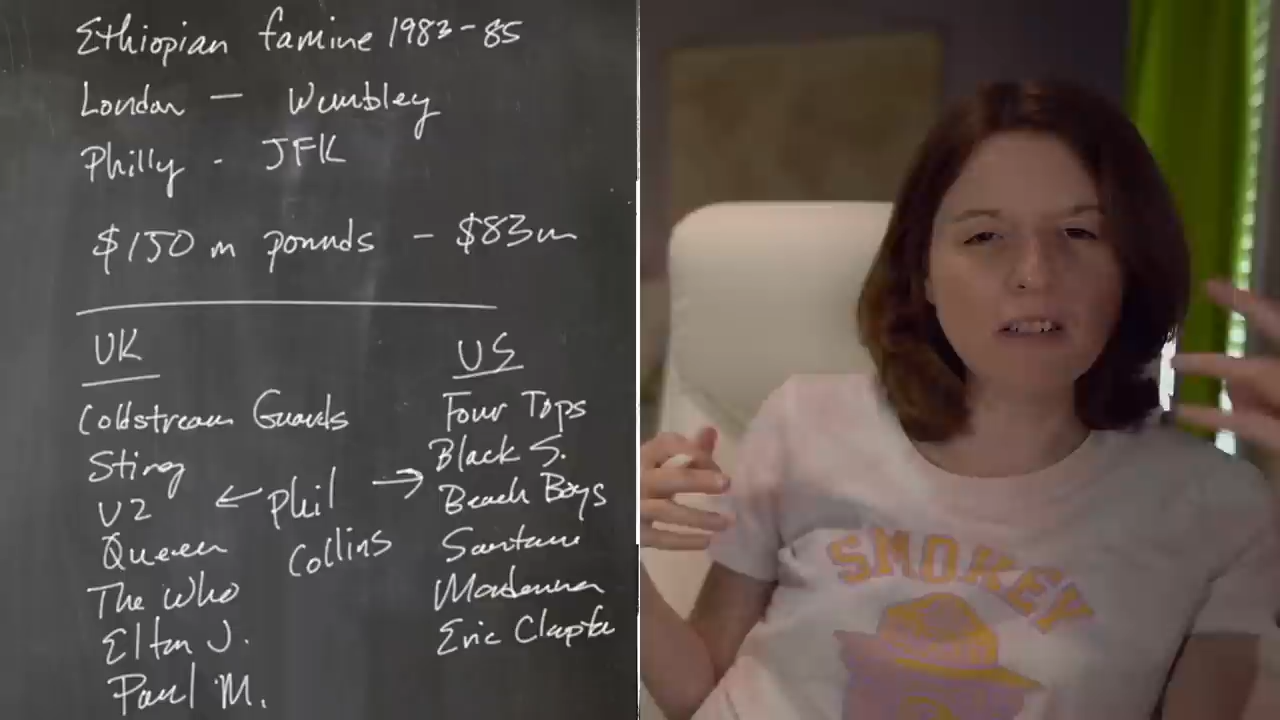 Ethiopian famine 1983-85
London — Wembley
Philly - JFK
$150 m pounds - $83m
UK
US
Coldstream Guards
Four Tops
Sting
Black S.
U2
← Phil Collins →
Beach Boys
Queen
Santana
The Who
Madonna
Elton J.
Eric Clapton
Paul M.
SMOKEY